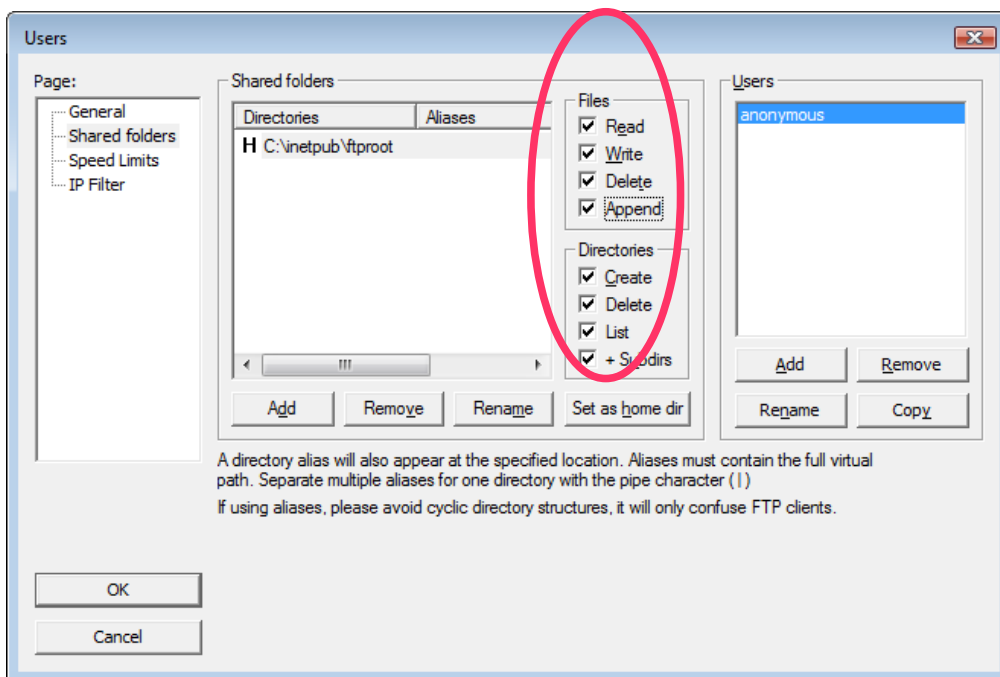 Users
Page:
General
Shared folders
Speed Limits
IP Filter
Shared folders
Directories Aliases
H C:\inetpub\ftproot
Files
Read
Write
Delete
Append
Directories
Create
Delete
List
+ Subdirs
Add Remove Rename Set as home dir
Users
anonymous
Add Remove
Rename Copy
A directory alias will also appear at the specified location. Aliases must contain the full virtual
path. Separate multiple aliases for one directory with the pipe character (|)
If using aliases, please avoid cyclic directory structures, it will only confuse FTP clients.
OK
Cancel